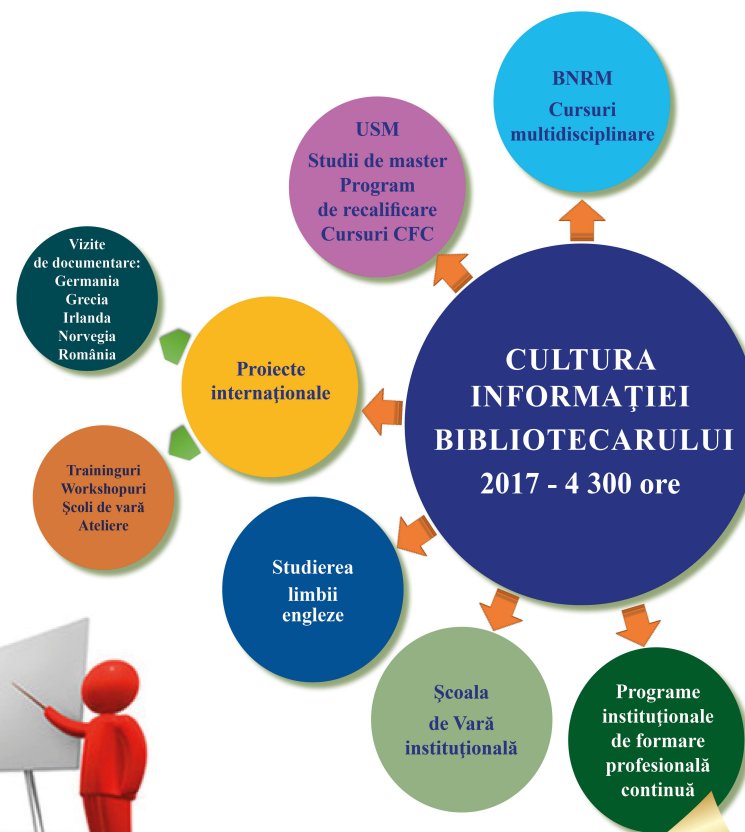 BNRM
Cursuri
multidisciplinare
USM
Studii de master
Program
de recalificare
Cursuri CFC
Vizite
de documentare:
Germania
Grecia
Irlanda
Norvegia
România
Proiecte
internaţionale
CULTURA
INFORMAŢIEI
BIBLIOTECARULUI
2017 - 4 300 ore
Traininguri
Workshopuri
Şcoli de vară
Ateliere
Studierea
limbii
engleze
Şcoala
de Vară
instituţională
Programe
instituţionale
de formare
profesională
continuă